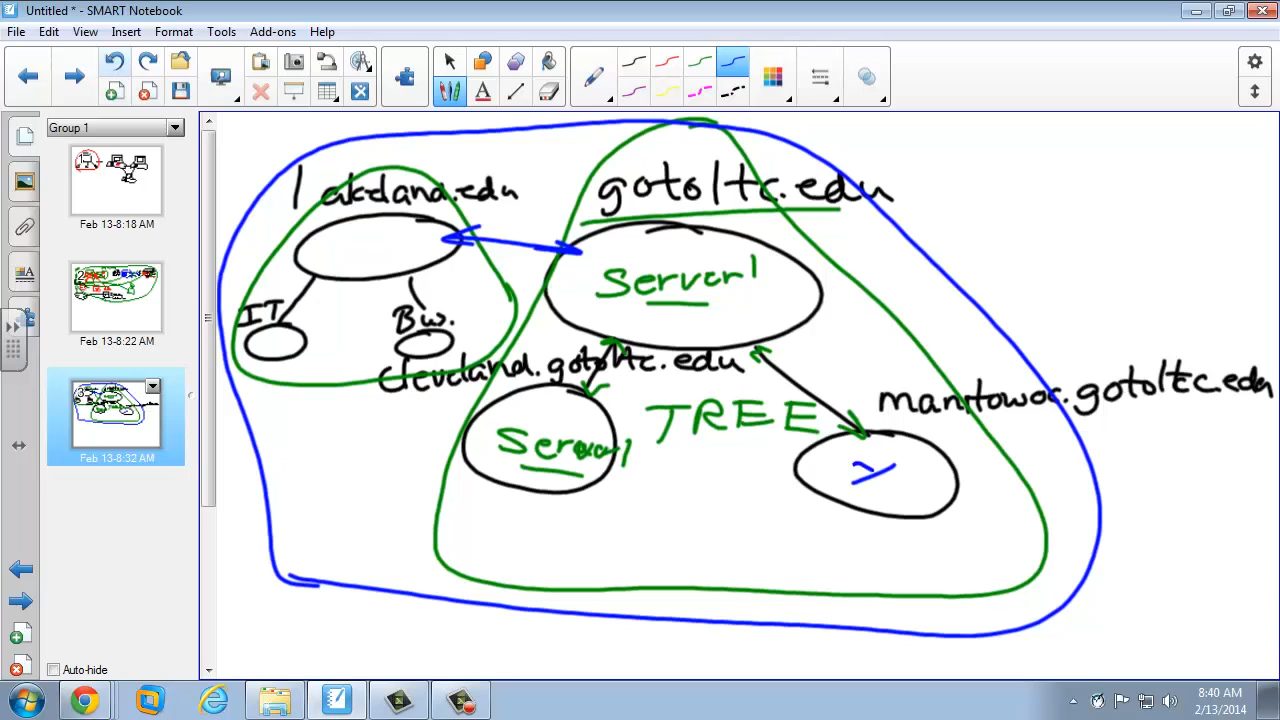 Untitled * - SMART Notebook
File Edit View Insert Format Tools Add-ons Help
Group 1
Feb 13-8:18 AM
Feb 13-8:22 AM
Feb 13-8:32 AM
Auto-hide
lakeland.edu
gotoltc.edu
Server1
IT
Bus.
cleveland.gotoltc.edu
manitowoc.gotoltc.edu
TREE
Server1
8:40 AM
2/13/2014